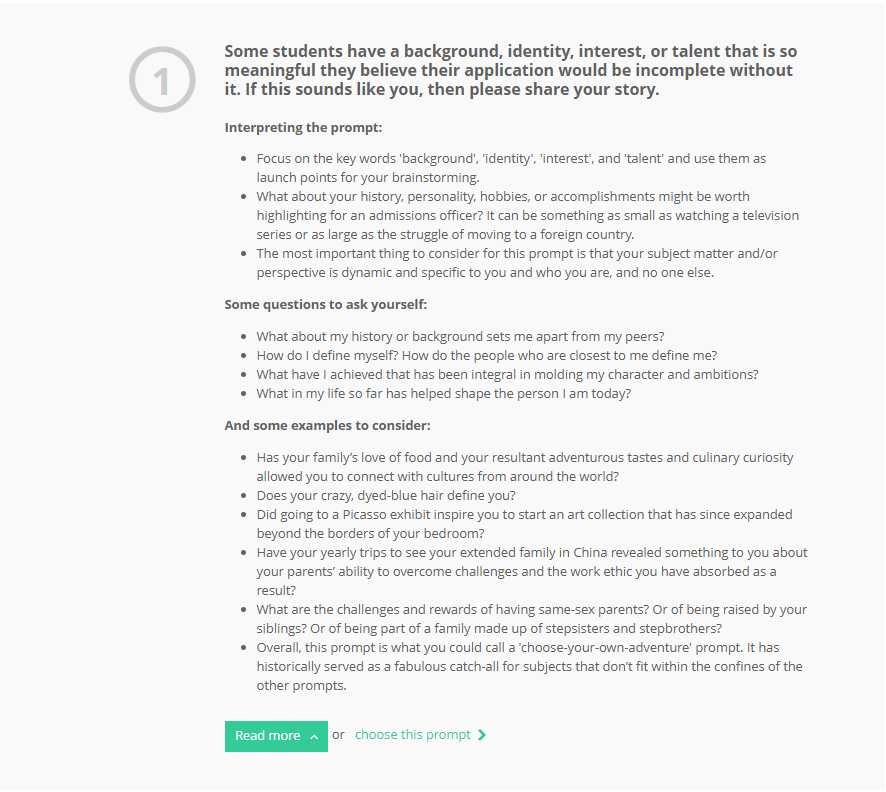 1
Some students have a background, identity, interest, or talent that is so
meaningful they believe their application would be incomplete without
it. If this sounds like you, then please share your story.
Interpreting the prompt:
Focus on the key words 'background', 'identity', 'interest', and 'talent' and use them as
launch points for your brainstorming.
What about your history, personality, hobbies, or accomplishments might be worth
highlighting for an admissions officer? It can be something as small as watching a television
series or as large as the struggle of moving to a foreign country.
The most important thing to consider for this prompt is that your subject matter and/or
perspective is dynamic and specific to you and who you are, and no one else.
Some questions to ask yourself:
What about my history or background sets me apart from my peers?
How do I define myself? How do the people who are closest to me define me?
What have I achieved that has been integral in molding my character and ambitions?
What in my life so far has helped shape the person I am today?
And some examples to consider:
Has your family’s love of food and your resultant adventurous tastes and culinary curiosity
allowed you to connect with cultures from around the world?
Does your crazy, dyed-blue hair define you?
Did going to a Picasso exhibit inspire you to start an art collection that has since expanded
beyond the borders of your bedroom?
Have your yearly trips to see your extended family in China revealed something to you about
your parents’ ability to overcome challenges and the work ethic you have absorbed as a
result?
What are the challenges and rewards of having same-sex parents? Or of being raised by your
siblings? Or of being part of a family made up of stepsisters and stepbrothers?
Overall, this prompt is what you could call a 'choose-your-own-adventure' prompt. It has
historically served as a fabulous catch-all for subjects that don’t fit within the confines of the
other prompts.
Read more or choose this prompt